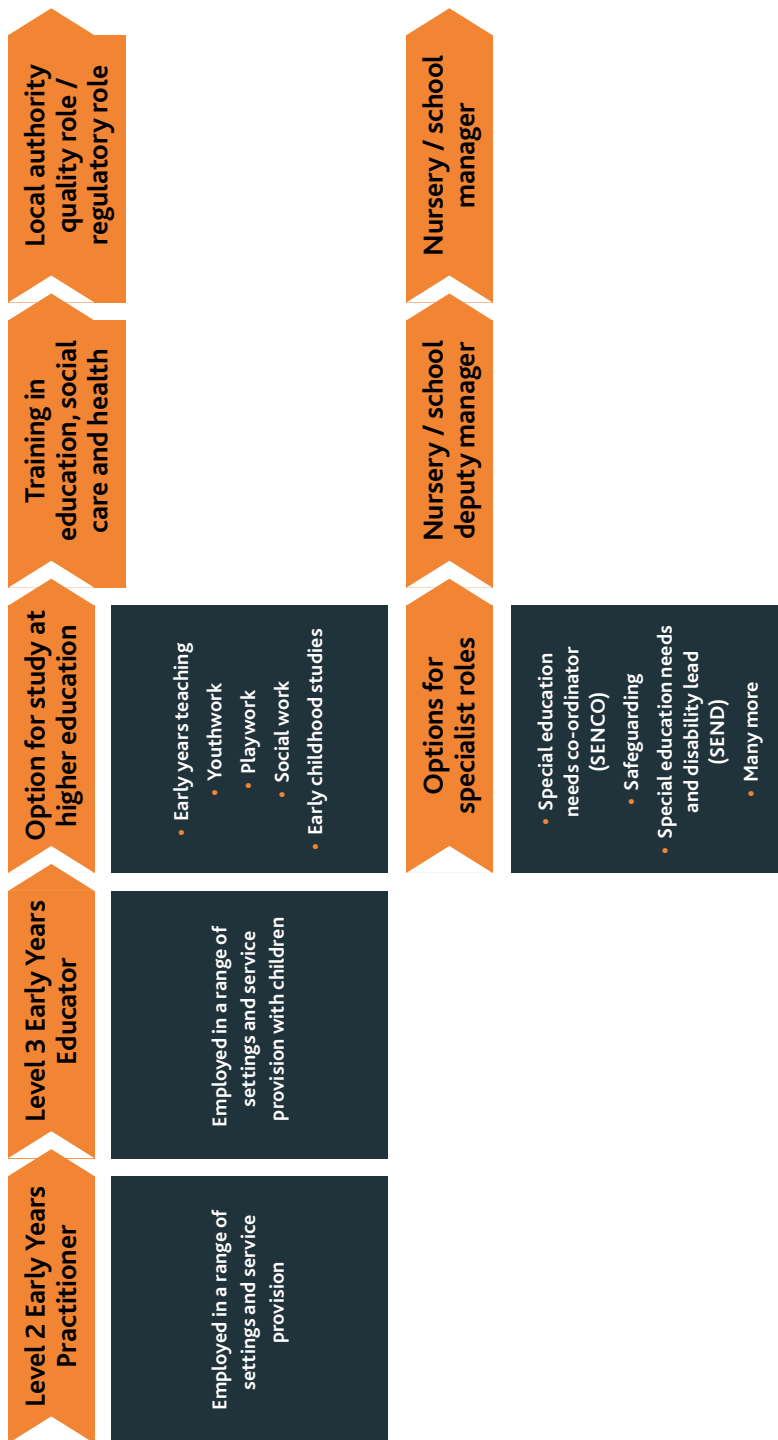 Level 2 Early Years
Practitioner
Employed in a range of
settings and service
provision
Level 3 Early Years
Educator
Employed in a range of
settings and service
provision with children
Option for study at
higher education
• Early years teaching
• Youthwork
• Playwork
• Social work
• Early childhood studies
Training in
education, social
care and health
Local authority
quality role /
regulatory role
Options for
specialist roles
• Special education
needs co-ordinator
(SENCO)
• Safeguarding
• Special education needs
and disability lead
(SEND)
• Many more
Nursery / school
deputy manager
Nursery / school
manager